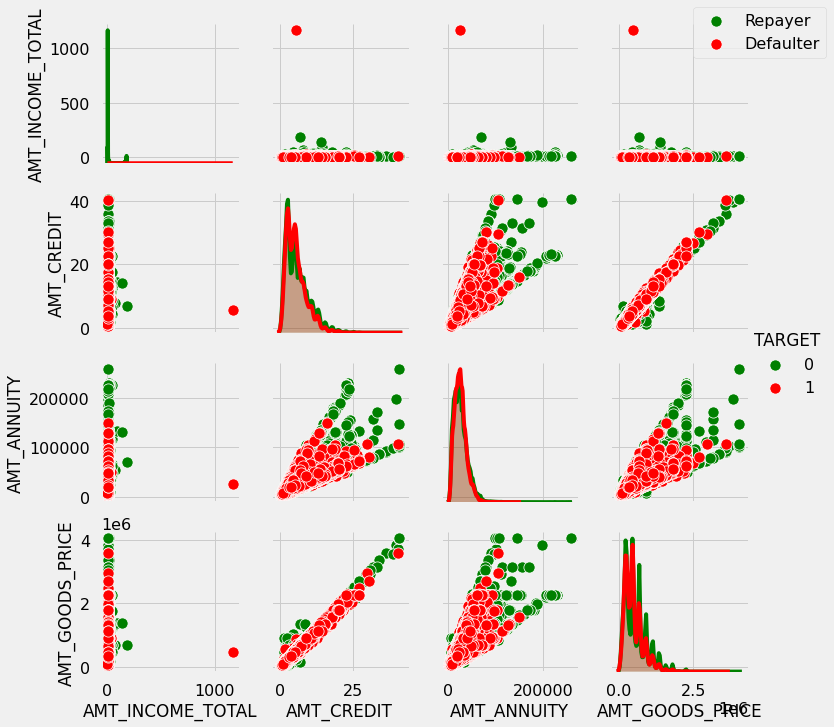 Repayer
Defaulter
AMT_INCOME_TOTAL
1000
500
0
AMT_CREDIT
40
20
0
TARGET
0
1
AMT_ANNUITY
200000
100000
0
1e6
AMT_GOODS_PRICE
4
2
0
0 1000
0 25
0 200000
0.0 2.5
1e6
AMT_INCOME_TOTAL
AMT_CREDIT
AMT_ANNUITY
AMT_GOODS_PRICE